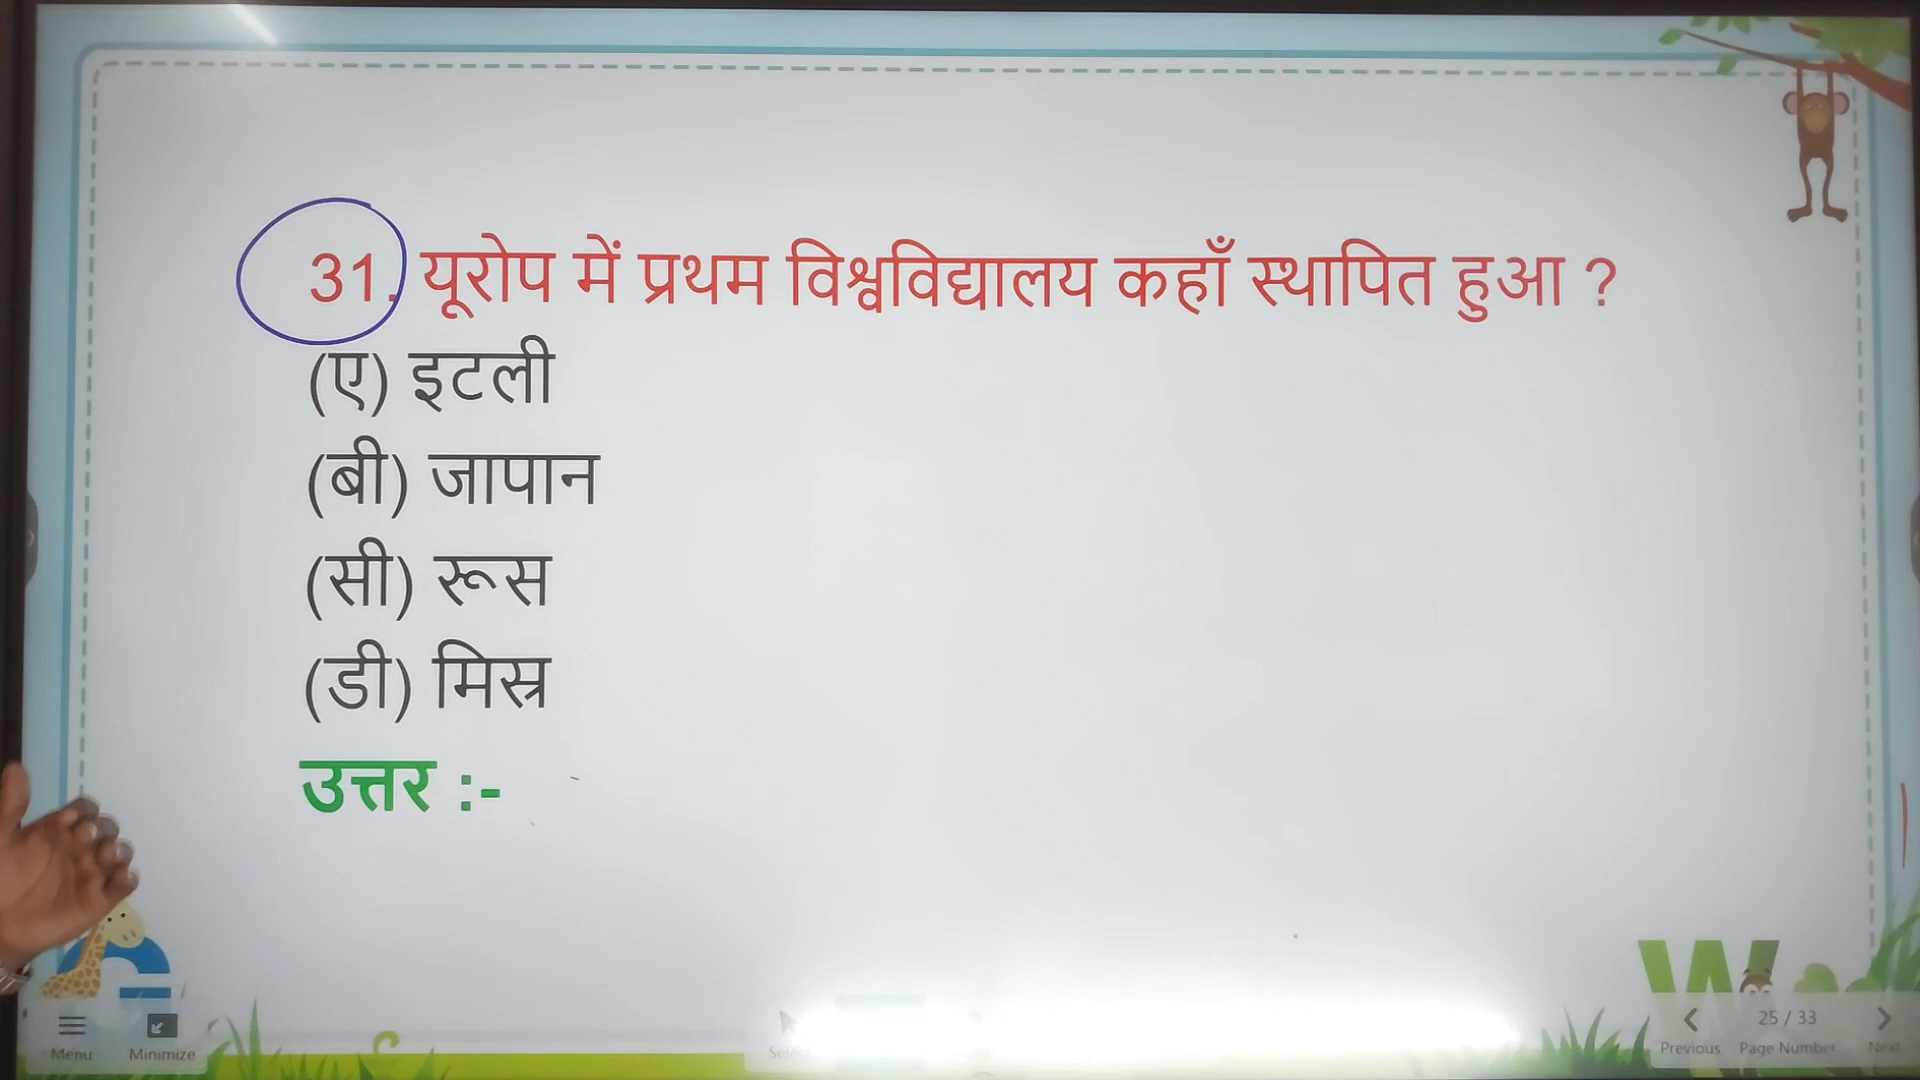 31. यूरोप में प्रथम विश्वविद्यालय कहाँ स्थापित हुआ ?
(ए) इटली
(बी) जापान
(सी) रूस
(डी) मिस्र
उत्तर :-
W
25 / 33
Menu Minimize Previous Page Number Next